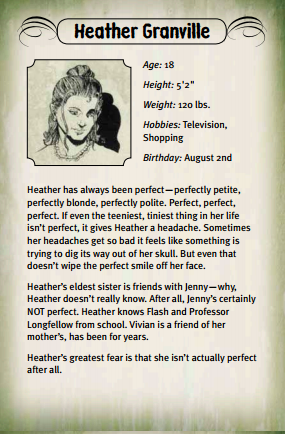 Heather Granville
Age: 18
Height: 5'2"
Weight: 120 lbs.
Hobbies: Television,
Shopping
Birthday: August 2nd
Heather has always been perfect—perfectly petite,
perfectly blonde, perfectly polite. Perfect, perfect,
perfect. If even the teeniest, tiniest thing in her life
isn't perfect, it gives Heather a headache. Sometimes
her headaches get so bad it feels like something is
trying to dig its way out of her skull. But even that
doesn't wipe the perfect smile off her face.
Heather's eldest sister is friends with Jenny—why,
Heather doesn't really know. After all, Jenny's certainly
NOT perfect. Heather knows Flash and Professor
Longfellow from school. Vivian is a friend of her
mother's, has been for years.
Heather's greatest fear is that she isn't actually perfect
after all.